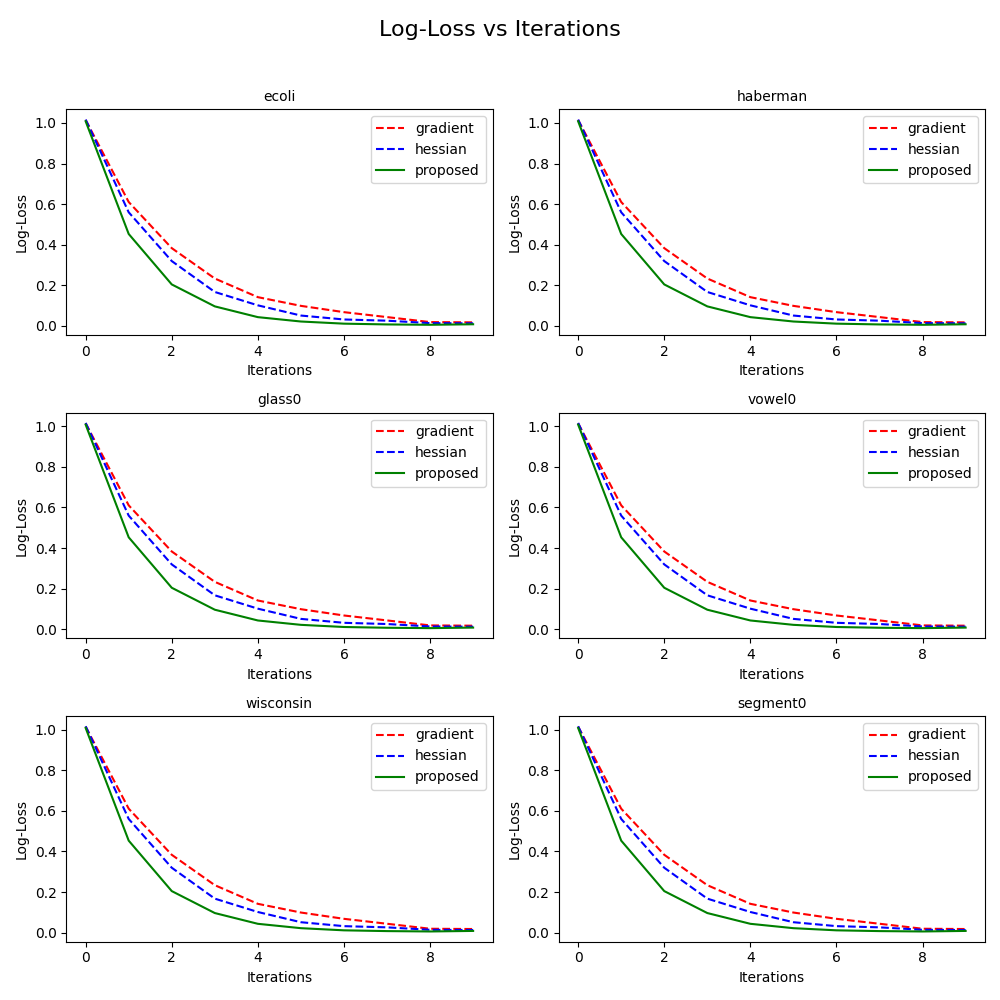 Log-Loss vs Iterations
ecoli
1.0
0.8
0.6
0.4
0.2
0.0
Log-Loss
gradient
hessian
proposed
0 2 4 6 8
Iterations
haberman
1.0
0.8
0.6
0.4
0.2
0.0
Log-Loss
gradient
hessian
proposed
0 2 4 6 8
Iterations
glass0
1.0
0.8
0.6
0.4
0.2
0.0
Log-Loss
gradient
hessian
proposed
0 2 4 6 8
Iterations
vowel0
1.0
0.8
0.6
0.4
0.2
0.0
Log-Loss
gradient
hessian
proposed
0 2 4 6 8
Iterations
wisconsin
1.0
0.8
0.6
0.4
0.2
0.0
Log-Loss
gradient
hessian
proposed
0 2 4 6 8
Iterations
segment0
1.0
0.8
0.6
0.4
0.2
0.0
Log-Loss
gradient
hessian
proposed
0 2 4 6 8
Iterations